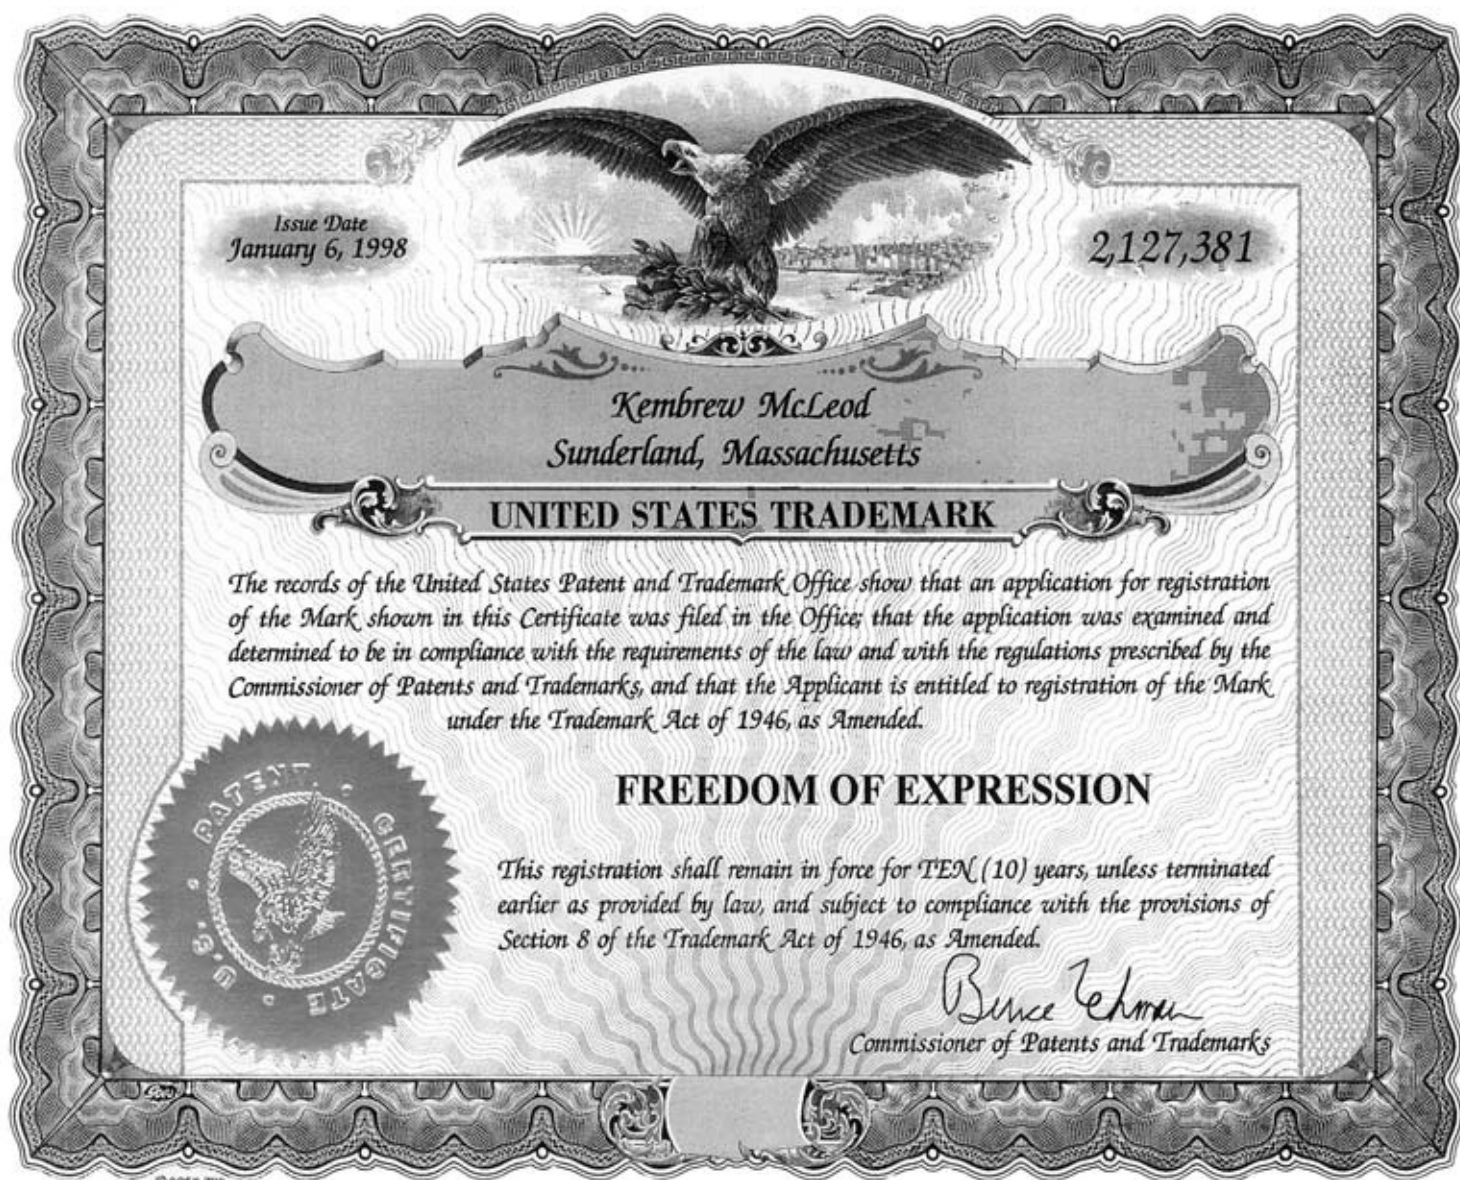 Issue Date
January 6, 1998
2,127,381
Kembrew McLeod
Sunderland, Massachusetts
UNITED STATES TRADEMARK
The records of the United States Patent and Trademark Office show that an application for registration
of the Mark shown in this Certificate was filed in the Office; that the application was examined and
determined to be in compliance with the requirements of the law and with the regulations prescribed by the
Commissioner of Patents and Trademarks, and that the Applicant is entitled to registration of the Mark
under the Trademark Act of 1946, as Amended.
FREEDOM OF EXPRESSION
This registration shall remain in force for TEN (10) years, unless terminated
earlier as provided by law, and subject to compliance with the provisions of
Section 8 of the Trademark Act of 1946, as Amended.
Bruce Lehman
Commissioner of Patents and Trademarks
U.S. PATENT CERTIFICATE